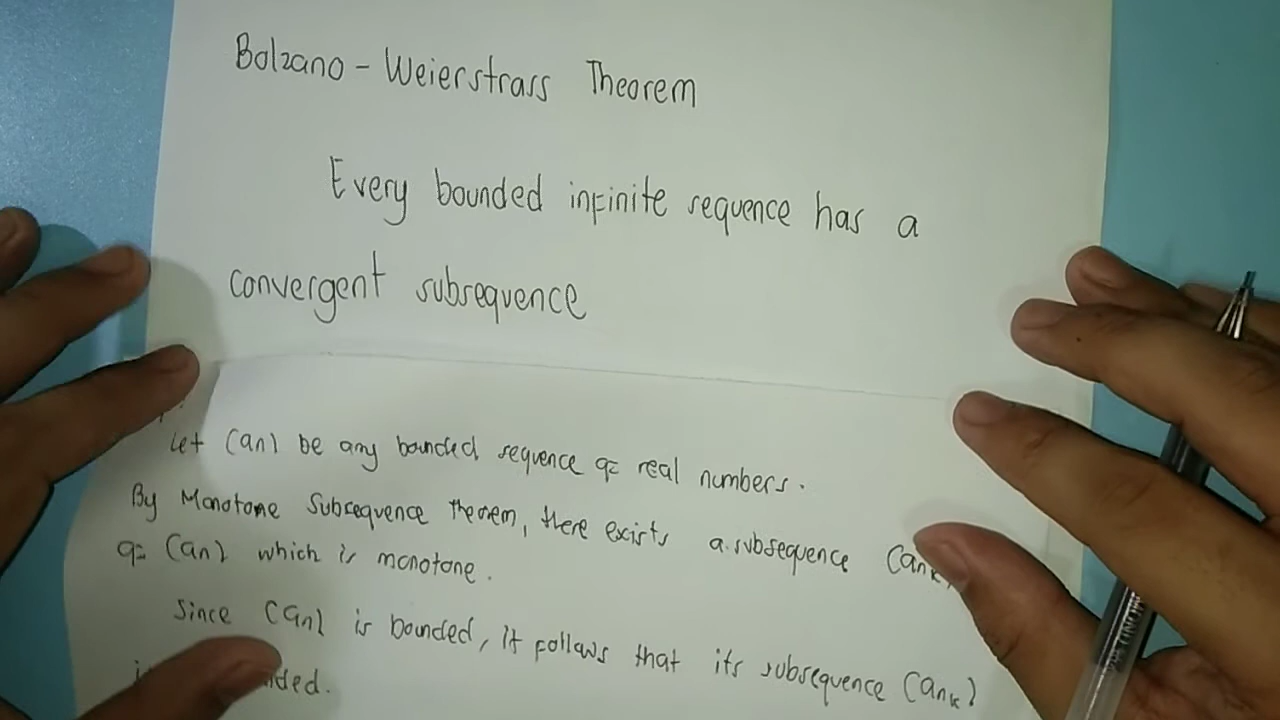 Bolzano - Weierstrass Theorem
Every bounded infinite sequence has a
convergent subsequence
Let (an) be any bounded sequence of real numbers.
By Monotone Subsequence theorem, there exists a subsequence (ank
of (an) which is monotone.
Since (an) is bounded, it follows that its subsequence (ank)